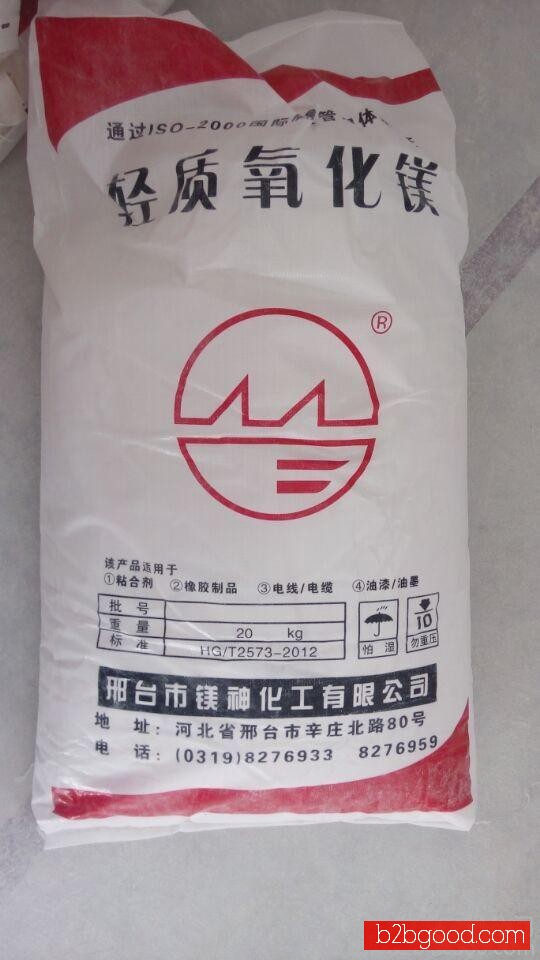 通过ISO-2000国际
轻质氧化镁
®
该产品适用于
①粘合剂 ②橡胶制品 ③电线/电缆 ④油漆/油墨
批号
重量 20 kg
标准 HG/T2573-2012
怕湿
10
勿重压
邢台市镁神化工有限公司
地 址: 河北省邢台市辛庄北路80号
电 话: (0319)8276933 8276959
b2bgood.com